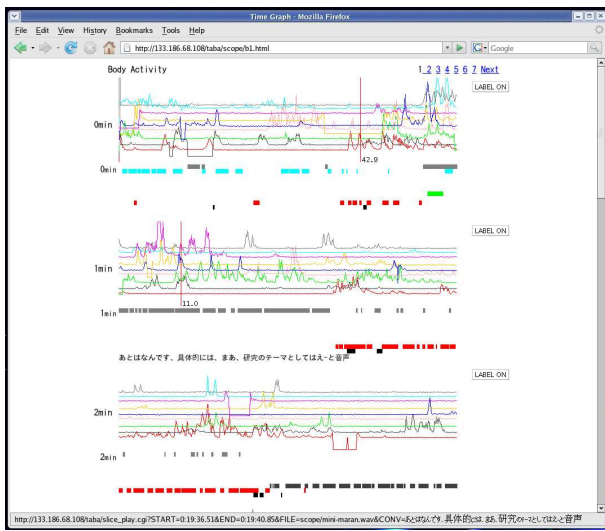 Time Graph - Mozilla Firefox
File Edit View History Bookmarks Tools Help
http://133.186.68.108/taba/scope/b1.html
Google
Body Activity
1 2 3 4 5 6 7 Next
LABEL ON
0min
42.9
0min
LABEL ON
1min
11.0
1min
あとはなんです、具体的には、まあ、研究のテーマとしてはえーと音声
LABEL ON
2min
2min
http://133.186.68.108/taba/slice_play.cgi?START=0:19:36.51&END=0:19:40.85&FILE=scope/mini-maran.wav&CONV=あとはなんです、具体的には、まあ、研究のテーマとしてはえーと音声